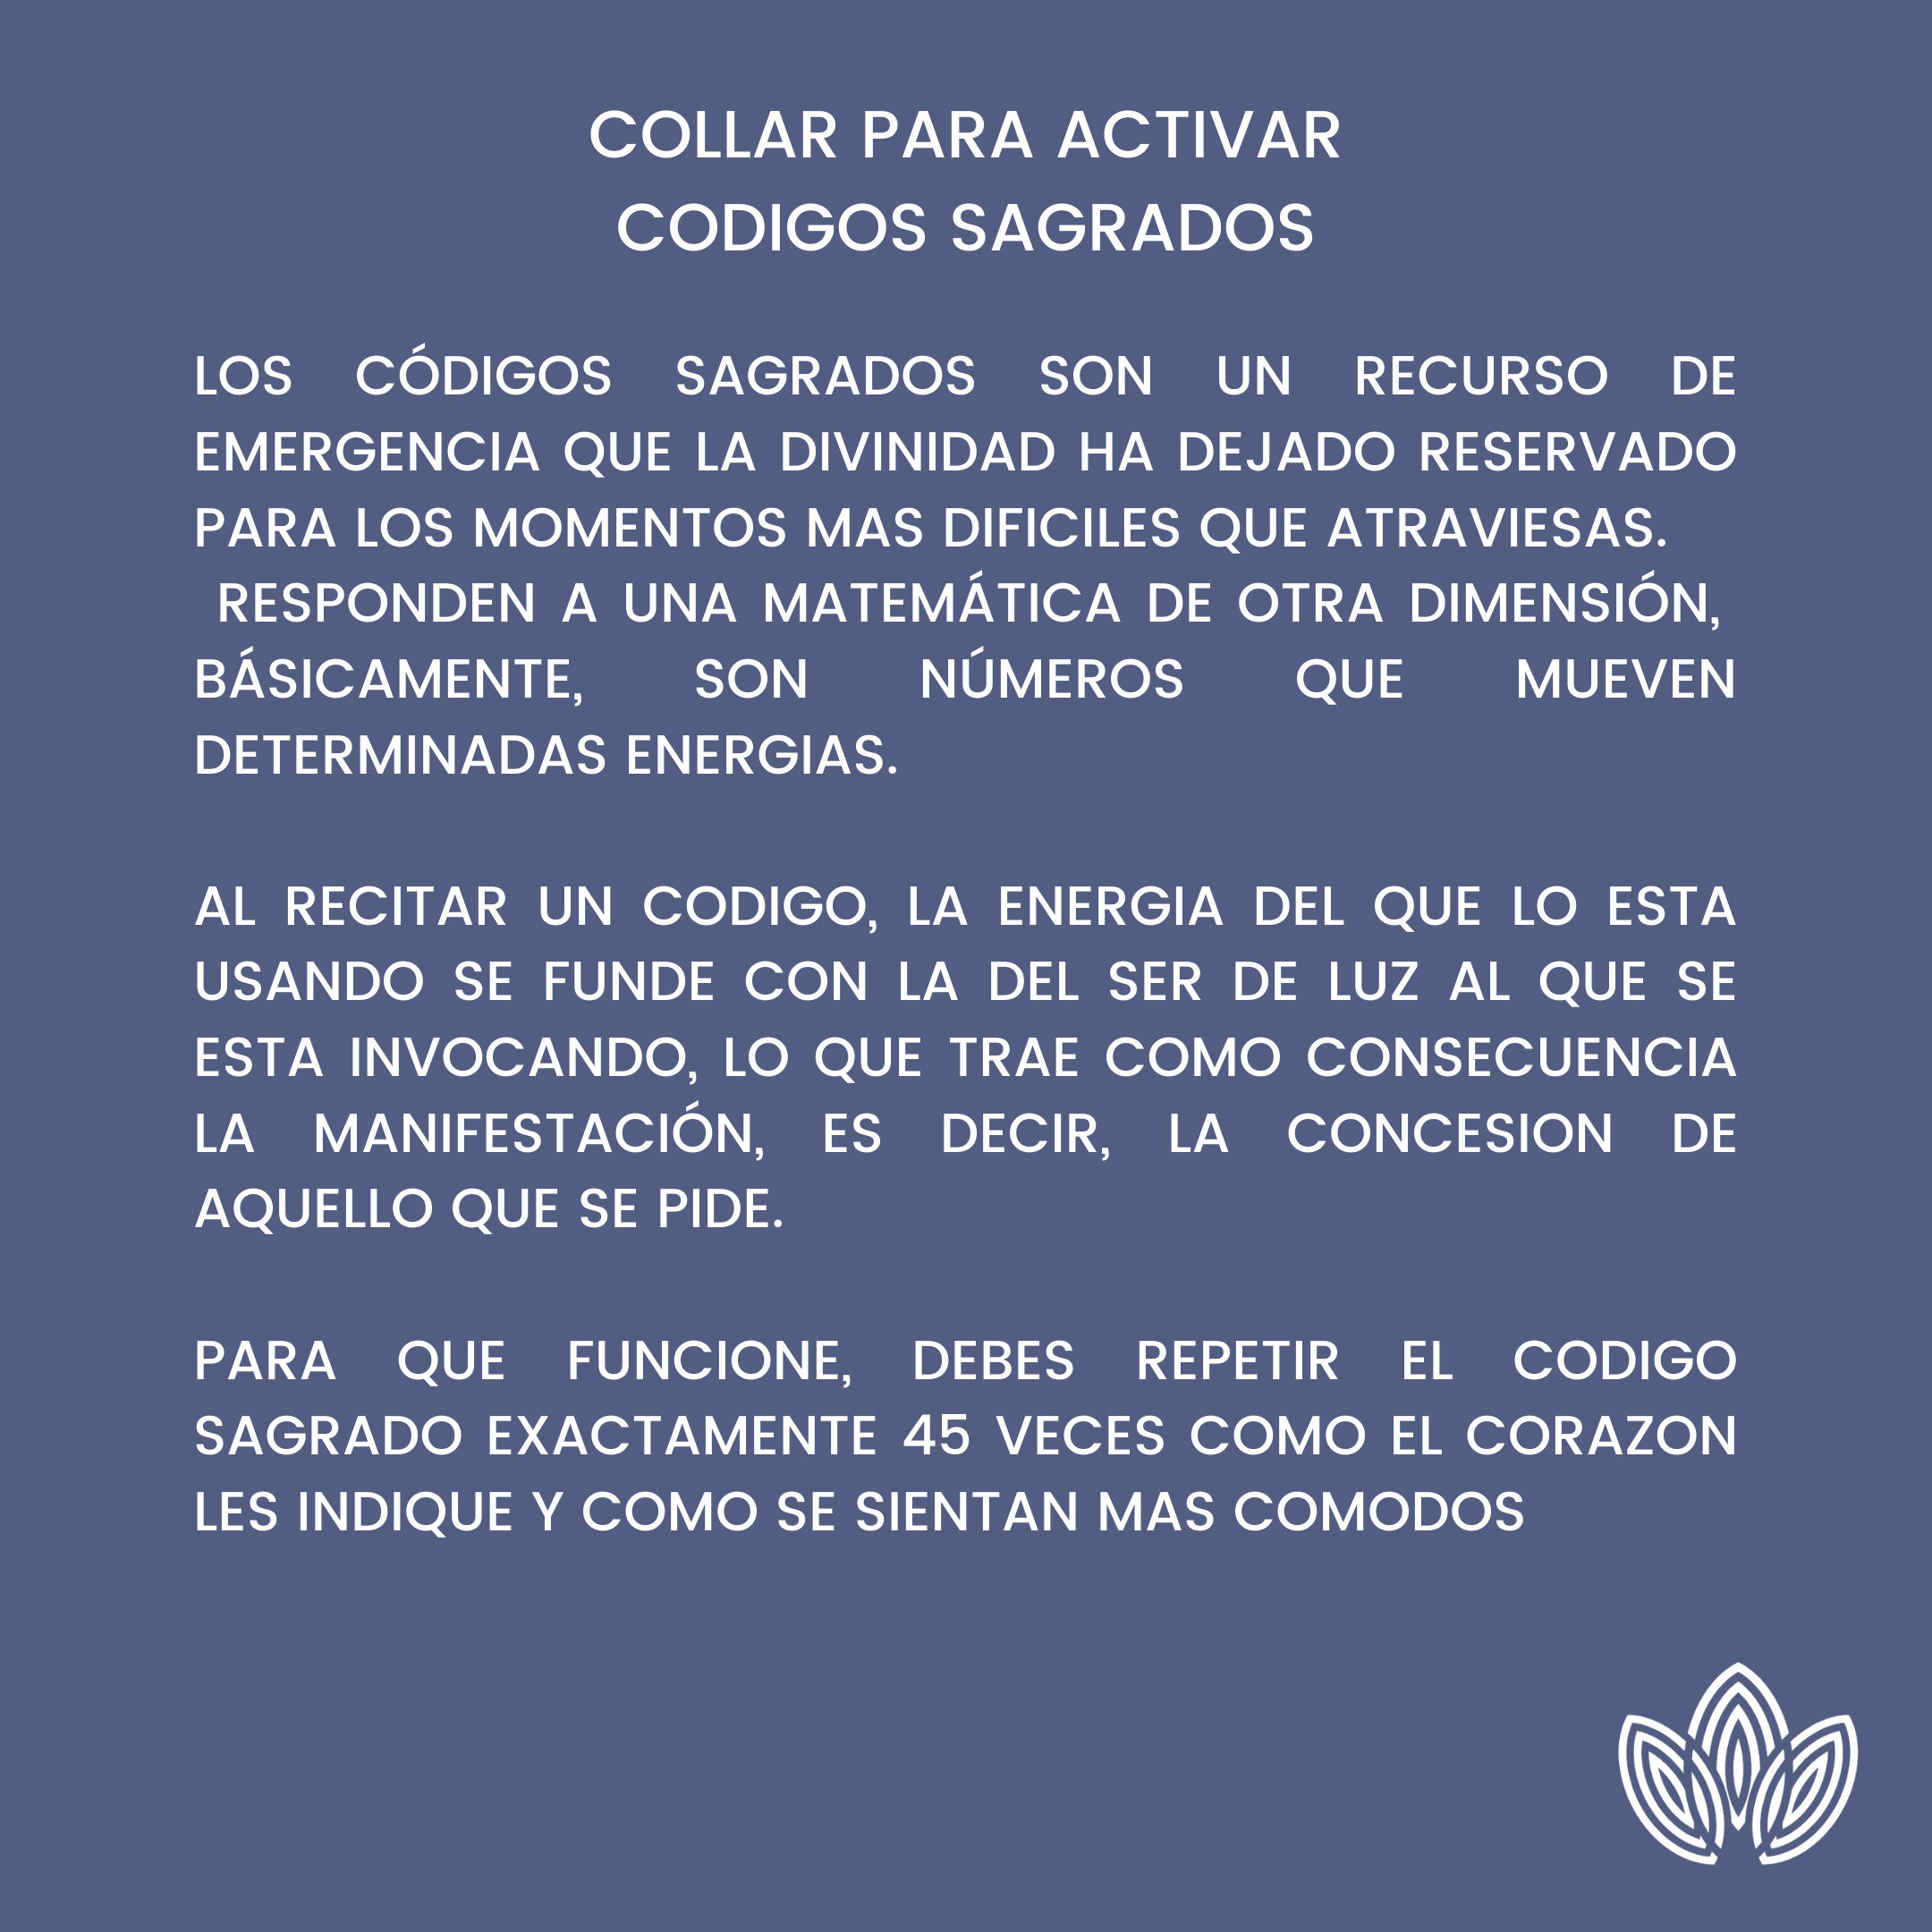 COLLAR PARA ACTIVAR
CODIGOS SAGRADOS
LOS CÓDIGOS SAGRADOS SON UN RECURSO DE
EMERGENCIA QUE LA DIVINIDAD HA DEJADO RESERVADO
PARA LOS MOMENTOS MAS DIFICILES QUE ATRAVIESAS.
RESPONDEN A UNA MATEMÁTICA DE OTRA DIMENSIÓN,
BÁSICAMENTE, SON NÚMEROS QUE MUEVEN
DETERMINADAS ENERGIAS.
AL RECITAR UN CODIGO, LA ENERGIA DEL QUE LO ESTA
USANDO SE FUNDE CON LA DEL SER DE LUZ AL QUE SE
ESTA INVOCANDO, LO QUE TRAE COMO CONSECUENCIA
LA MANIFESTACIÓN, ES DECIR, LA CONCESION DE
AQUELLO QUE SE PIDE.
PARA QUE FUNCIONE, DEBES REPETIR EL CODIGO
SAGRADO EXACTAMENTE 45 VECES COMO EL CORAZON
LES INDIQUE Y COMO SE SIENTAN MAS COMODOS